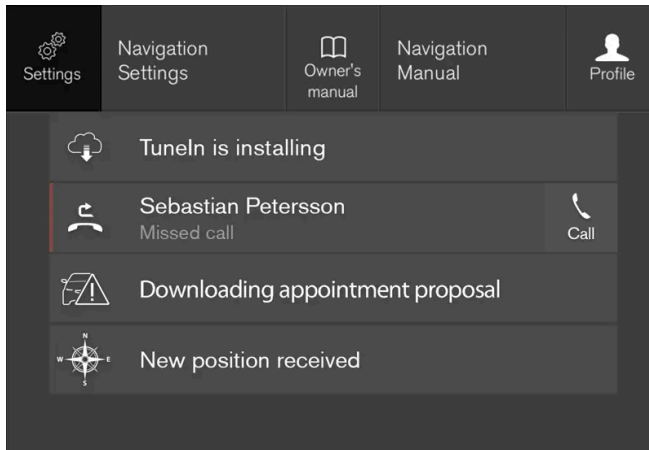 Settings
Navigation
Settings
Owner's
manual
Navigation
Manual
Profile
TuneIn is installing
Sebastian Petersson
Missed call
Call
Downloading appointment proposal
N
W
E
S
New position received